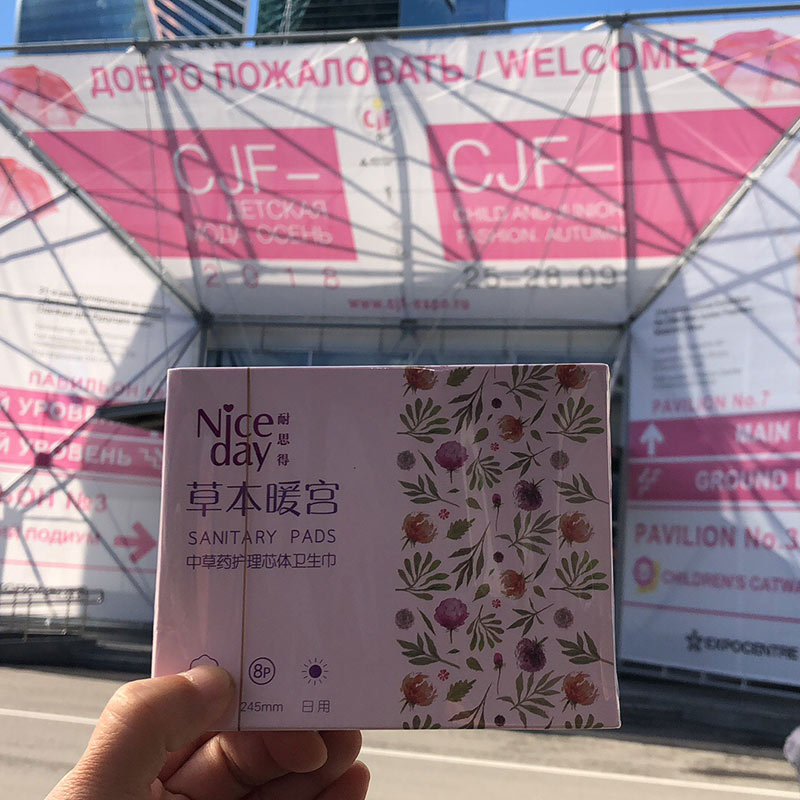 ДОБРО ПОЖАЛОВАТЬ / WELCOME
CJF
CJF–
ДЕТСКАЯ
МОДА. ОСЕНЬ
2018
CJF–
CHILD AND JUNIOR
FASHION. AUTUMN
25–28.09
www.cjf-expo.ru
ПАВИЛЬОН
УРОВЕНЬ
УРОВЕНЬ
№3
ПОДИУМ
PAVILION No.7
MAIN
GROUND
PAVILION No.3
CHILDREN'S CATWA
EXPOCENTRE
Nice day
耐思得
草本暖宫
SANITARY PADS
中草药护理芯体卫生巾
8P
245mm
日用